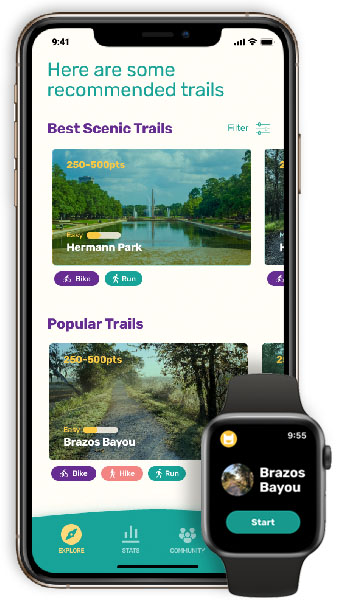 9:41
Here are some
recommended trails
Best Scenic Trails
Filter
250-500pts
Easy
Hermann Park
Bike
Run
Popular Trails
250-500pts
Easy
Brazos Bayou
Bike
Hike
Run
EXPLORE
STATS
COMMUNITY
9:55
Brazos
Bayou
Start